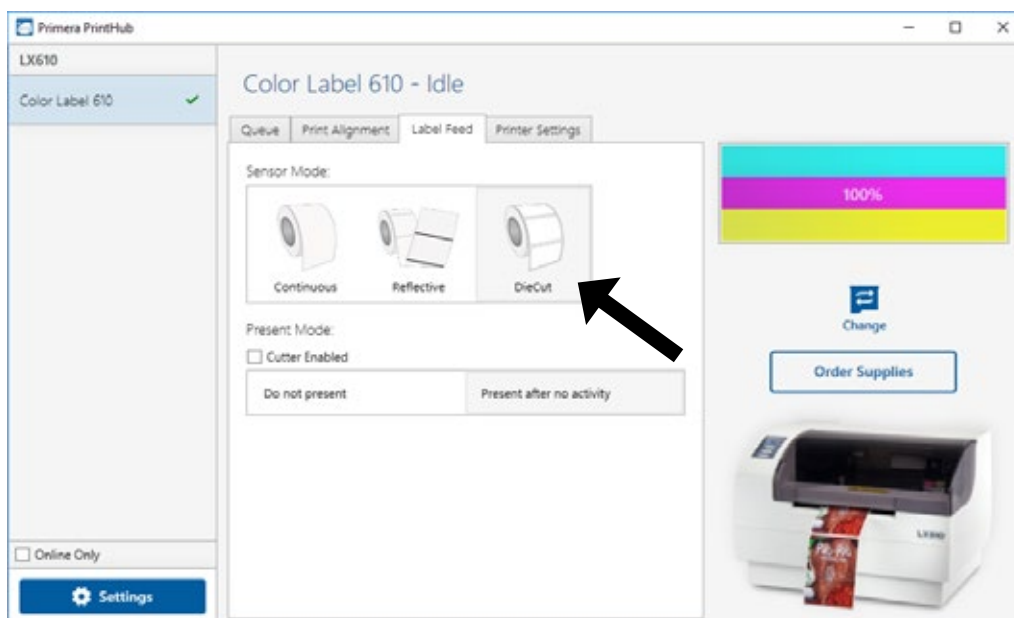 Primera PrintHub
LX610
Color Label 610
Color Label 610 - Idle
Queue Print Alignment Label Feed Printer Settings
Sensor Mode:
Continuous Reflective DieCut
Present Mode:
Cutter Enabled
Do not present Present after no activity
100%
Change
Order Supplies
Online Only
Settings